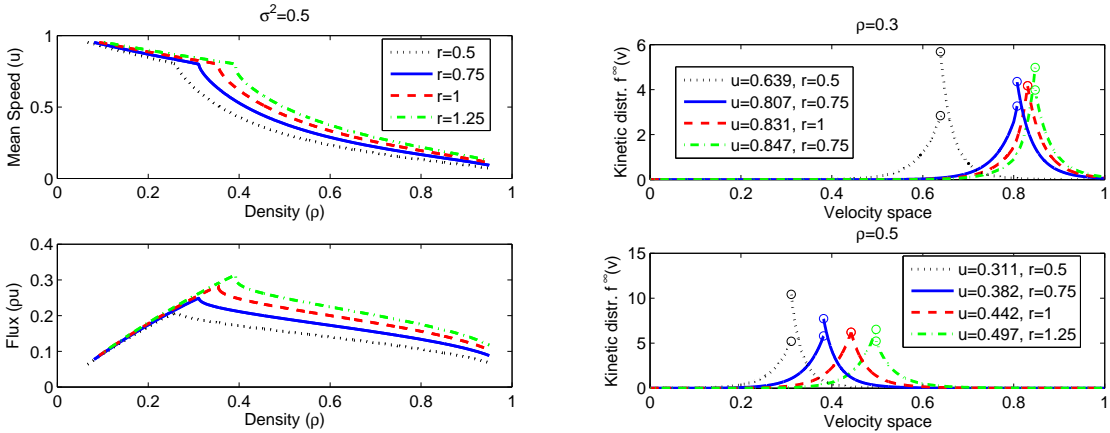 σ²=0.5
1
0.5
0
Mean Speed (u)
r=0.5
r=0.75
r=1
r=1.25
0 0.2 0.4 0.6 0.8 1
Density (ρ)
0.4
0.3
0.2
0.1
0
Flux (ρu)
0 0.2 0.4 0.6 0.8 1
Density (ρ)
ρ=0.3
6
4
2
0
Kinetic distr. f^∞(v)
u=0.639, r=0.5
u=0.807, r=0.75
u=0.831, r=1
u=0.847, r=0.75
0 0.2 0.4 0.6 0.8 1
Velocity space
ρ=0.5
15
10
5
0
Kinetic distr. f^∞(v)
u=0.311, r=0.5
u=0.382, r=0.75
u=0.442, r=1
u=0.497, r=1.25
0 0.2 0.4 0.6 0.8 1
Velocity space